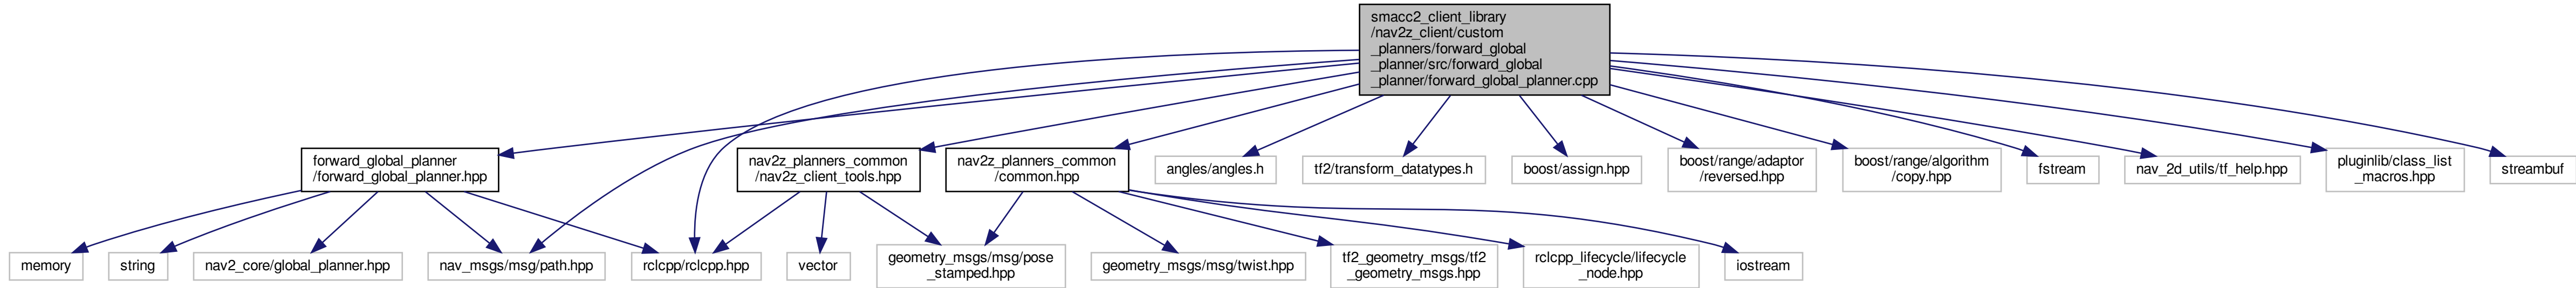 smacc2_client_library
/nav2z_client/custom
_planners/forward_global
_planner/src/forward_global
_planner/forward_global_planner.cpp
forward_global_planner
/forward_global_planner.hpp
nav2z_planners_common
/nav2z_client_tools.hpp
nav2z_planners_common
/common.hpp
angles/angles.h
tf2/transform_datatypes.h
boost/assign.hpp
boost/range/adaptor
/reversed.hpp
boost/range/algorithm
/copy.hpp
fstream
nav_2d_utils/tf_help.hpp
pluginlib/class_list
_macros.hpp
streambuf
memory
string
nav2_core/global_planner.hpp
nav_msgs/msg/path.hpp
rclcpp/rclcpp.hpp
vector
geometry_msgs/msg/pose
_stamped.hpp
geometry_msgs/msg/twist.hpp
tf2_geometry_msgs/tf2
_geometry_msgs.hpp
rclcpp_lifecycle/lifecycle
_node.hpp
iostream